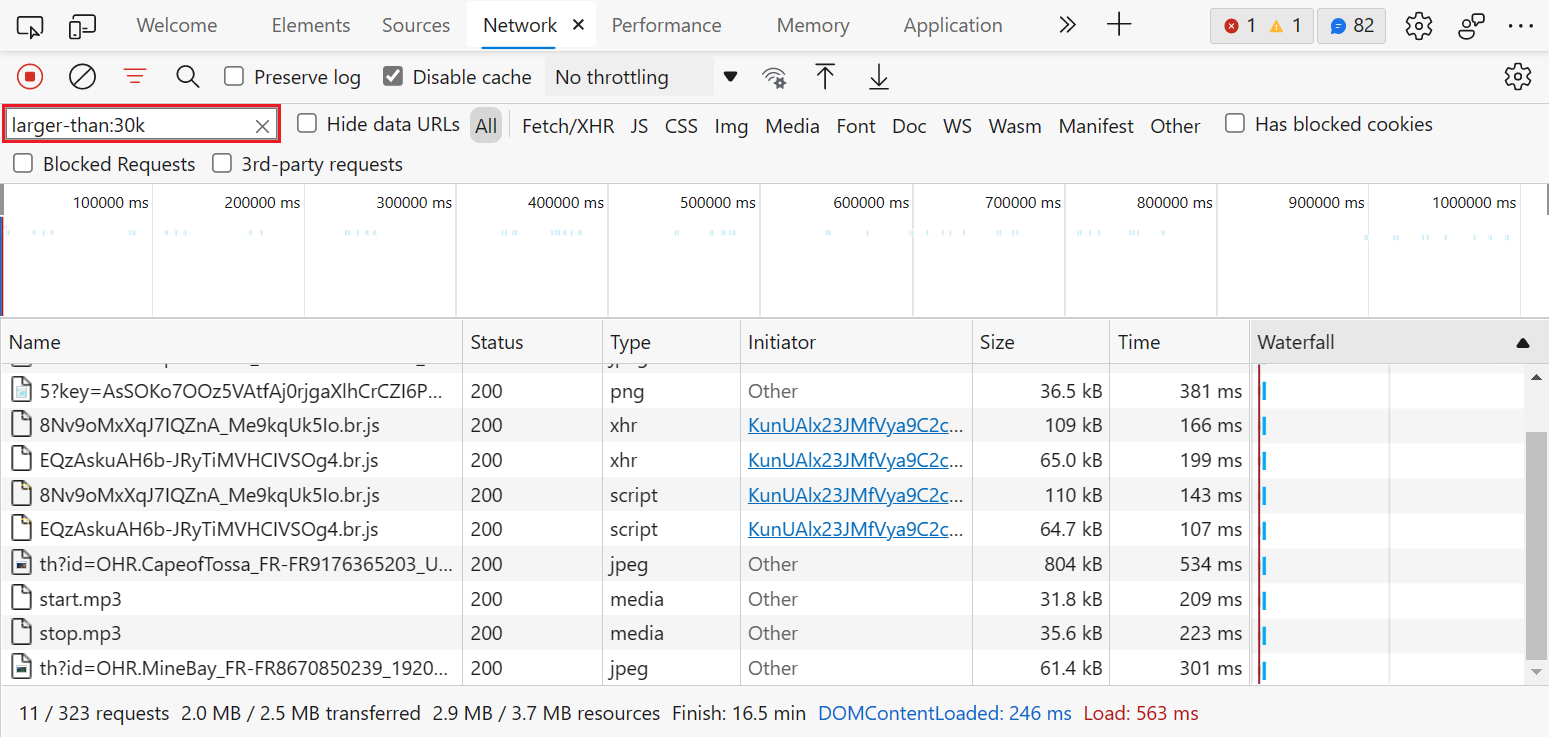 Welcome Elements Sources Network Performance Memory Application 1 1 82
Preserve log Disable cache No throttling
larger-than:30k Hide data URLs All Fetch/XHR JS CSS Img Media Font Doc WS Wasm Manifest Other Has blocked cookies
Blocked Requests 3rd-party requests
100000 ms 200000 ms 300000 ms 400000 ms 500000 ms 600000 ms 700000 ms 800000 ms 900000 ms 1000000 ms
Name Status Type Initiator Size Time Waterfall
5?key=AsSOKo7OOz5VAtfAj0rjgaXlhCrCZI6P... 200 png Other 36.5 kB 381 ms
8Nv9oMxXqJ7IQZnA_Me9kqUk5Io.br.js 200 xhr KunUAlx23JMfVya9C2c... 109 kB 166 ms
EQzAskuAH6b-JRyTiMVHCIVSOg4.br.js 200 xhr KunUAlx23JMfVya9C2c... 65.0 kB 199 ms
8Nv9oMxXqJ7IQZnA_Me9kqUk5Io.br.js 200 script KunUAlx23JMfVya9C2c... 110 kB 143 ms
EQzAskuAH6b-JRyTiMVHCIVSOg4.br.js 200 script KunUAlx23JMfVya9C2c... 64.7 kB 107 ms
th?id=OHR.CapeofTossa_FR-FR9176365203_U... 200 jpeg Other 804 kB 534 ms
start.mp3 200 media Other 31.8 kB 209 ms
stop.mp3 200 media Other 35.6 kB 223 ms
th?id=OHR.MineBay_FR-FR8670850239_1920... 200 jpeg Other 61.4 kB 301 ms
11 / 323 requests 2.0 MB / 2.5 MB transferred 2.9 MB / 3.7 MB resources Finish: 16.5 min DOMContentLoaded: 246 ms Load: 563 ms